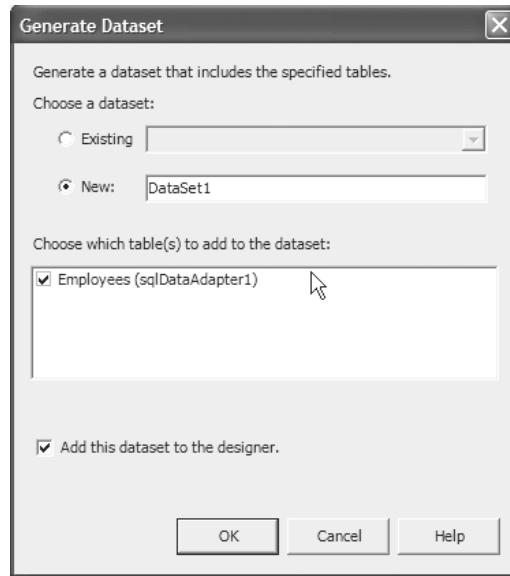 Generate Dataset
Generate a dataset that includes the specified tables.
Choose a dataset:
Existing
New: DataSet1
Choose which table(s) to add to the dataset:
Employees (sqlDataAdapter1)
Add this dataset to the designer.
OK Cancel Help